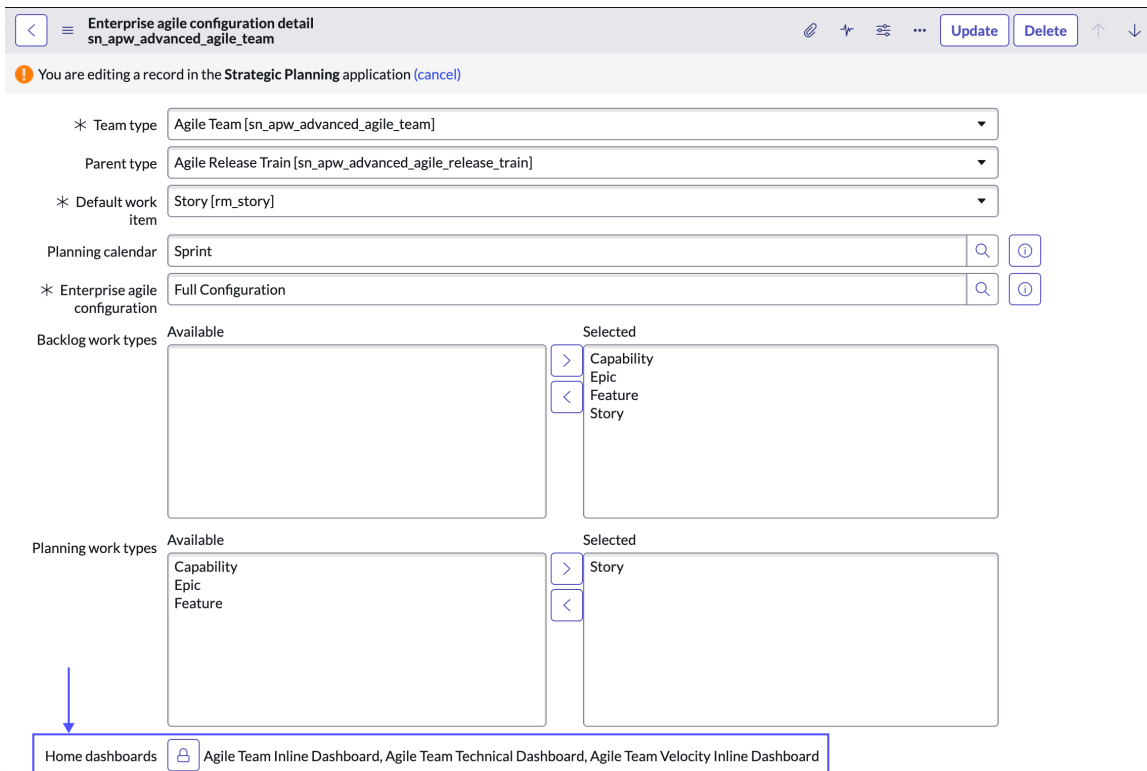 Enterprise agile configuration detail
sn_apw_advanced_agile_team
Update
Delete
You are editing a record in the Strategic Planning application (cancel)
Team type
Agile Team [sn_apw_advanced_agile_team]
Parent type
Agile Release Train [sn_apw_advanced_agile_release_train]
Default work
item
Story [rm_story]
Planning calendar
Sprint
Enterprise agile
configuration
Full Configuration
Backlog work types
Available
Selected
Capability
Epic
Feature
Story
Planning work types
Available
Capability
Epic
Feature
Selected
Story
Home dashboards
Agile Team Inline Dashboard, Agile Team Technical Dashboard, Agile Team Velocity Inline Dashboard